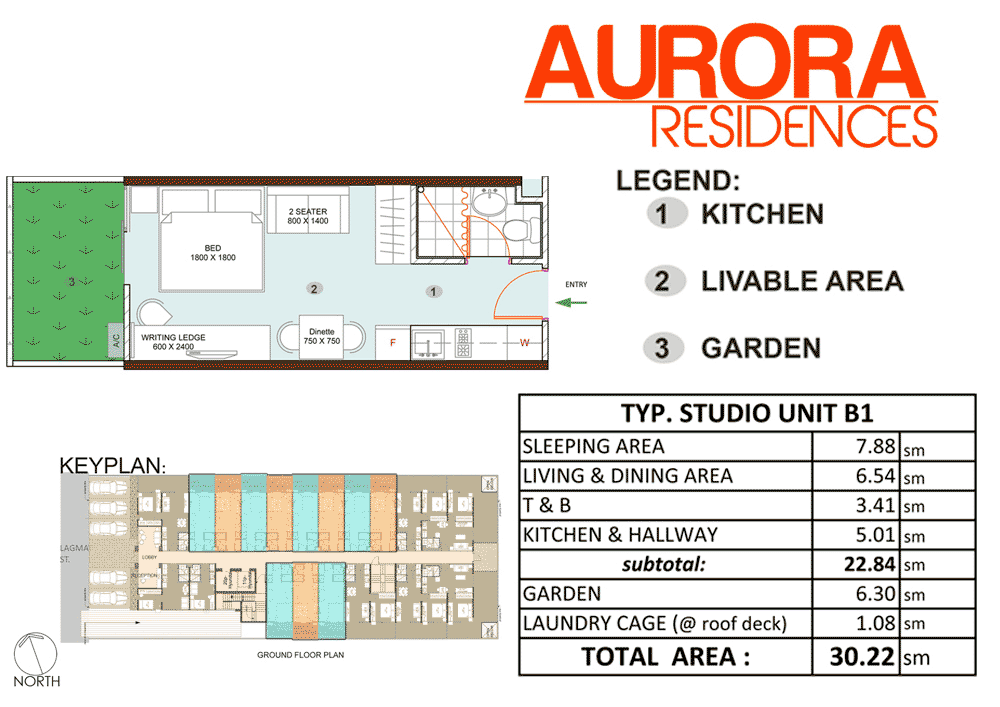 AURORA
RESIDENCES
LEGEND:
1 KITCHEN
2 LIVABLE AREA
3 GARDEN
BED
1800 X 1800
2 SEATER
800 X 1400
3
2
1
ENTRY
A/C
WRITING LEDGE
600 X 2400
Dinette
750 X 750
F
W
TYP. STUDIO UNIT B1
SLEEPING AREA 7.88 sm
LIVING & DINING AREA 6.54 sm
T & B 3.41 sm
KITCHEN & HALLWAY 5.01 sm
subtotal: 22.84 sm
GARDEN 6.30 sm
LAUNDRY CAGE (@ roof deck) 1.08 sm
TOTAL AREA : 30.22 sm
KEYPLAN:
LAGMA
ST.
LOBBY
RECEPTION
GROUND FLOOR PLAN
NORTH